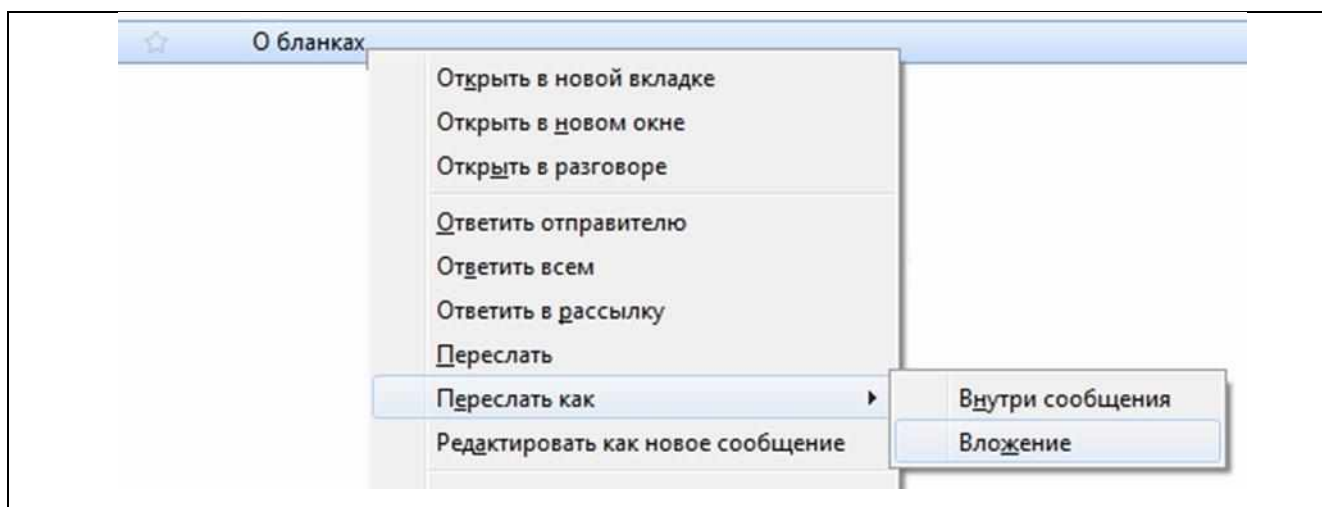 О бланках
Открыть в новой вкладке
Открыть в новом окне
Открыть в разговоре
Ответить отправителю
Ответить всем
Ответить в рассылку
Переслать
Переслать как
Внутри сообщения
Редактировать как новое сообщение
Вложение